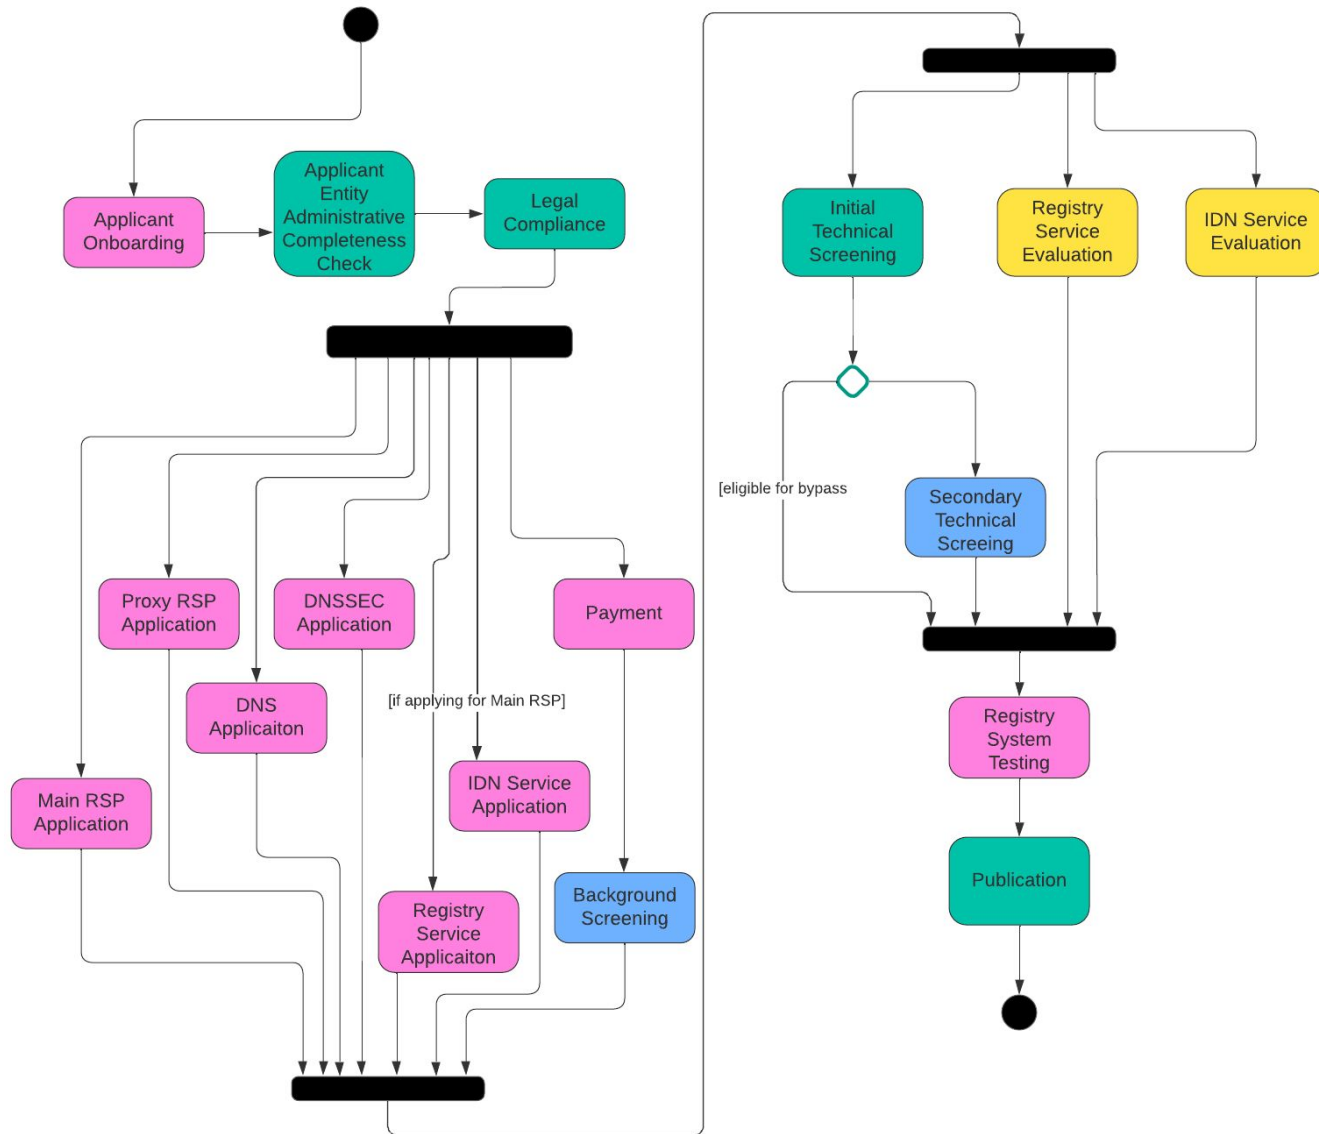 Applicant
Onboarding
Applicant
Entity
Administrative
Completeness
Check
Legal
Compliance
Proxy RSP
Application
DNSSEC
Application
Payment
DNS
Applicaiton
[if applying for Main RSP]
Main RSP
Application
IDN Service
Application
Registry
Service
Applicaiton
Background
Screening
Initial
Technical
Screening
Registry
Service
Evaluation
IDN Service
Evaluation
[eligible for bypass
Secondary
Technical
Screeing
Registry
System
Testing
Publication